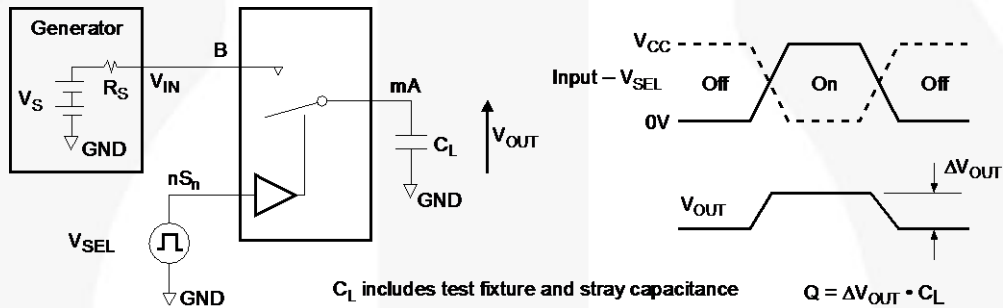 Generator
B
V_S
R_S
V_IN
GND
mA
C_L
V_OUT
GND
nS_n
V_SEL
GND
V_CC
Input – V_SEL
0V
Off
On
Off
V_OUT
ΔV_OUT
C_L includes test fixture and stray capacitance
Q = ΔV_OUT • C_L